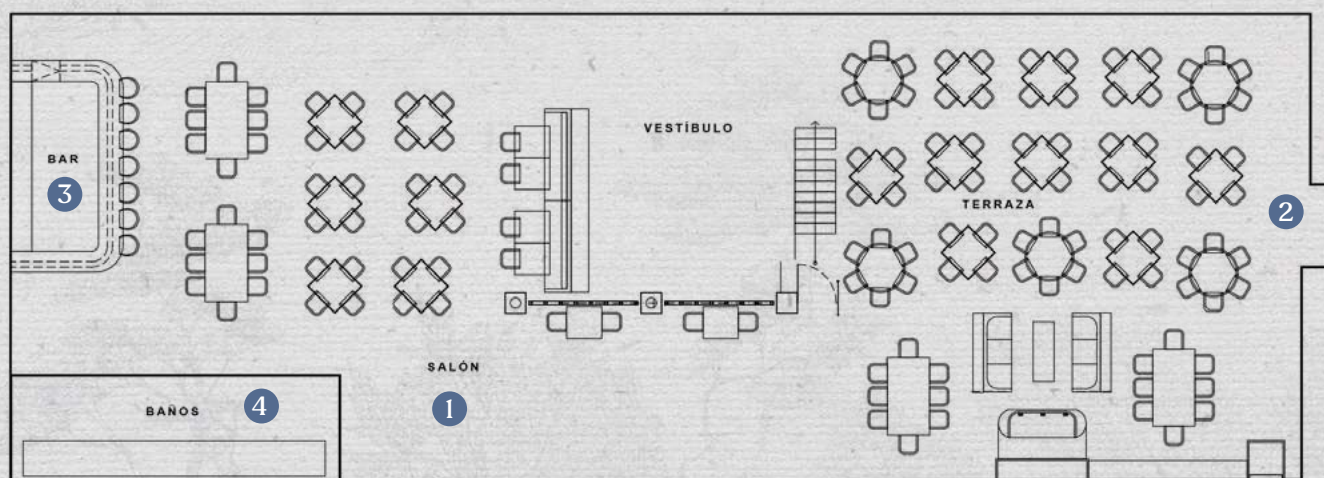 BAR
3
VESTÍBULO
TERRAZA
2
SALÓN
1
BAÑOS
4